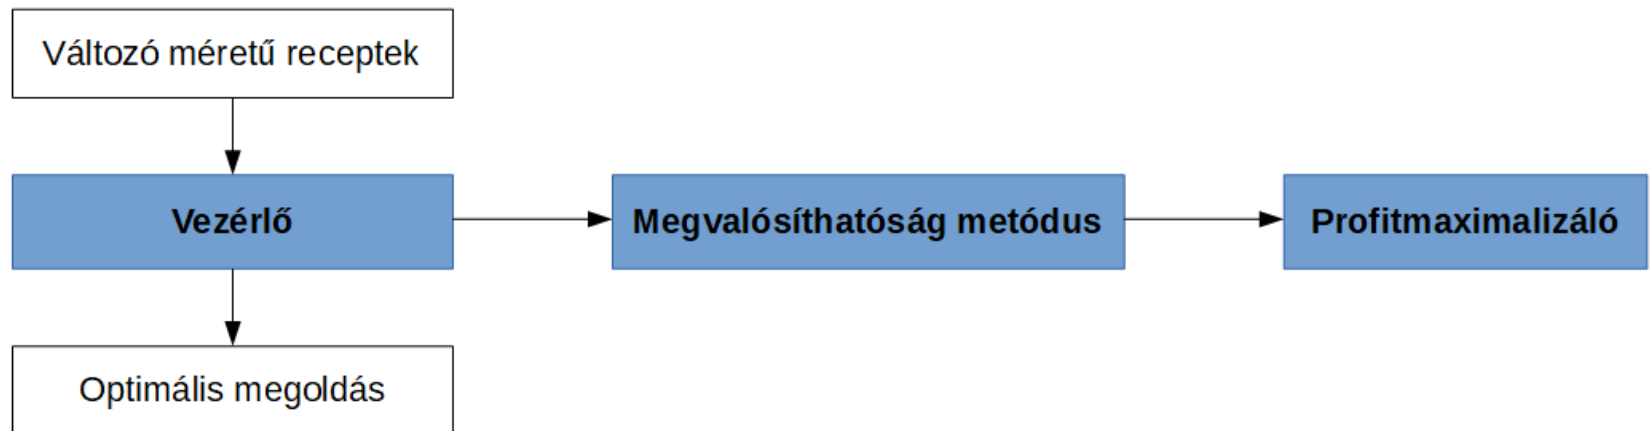 Változó méretű receptek
Vezérlő
Megvalósíthatóság metódus
Profitmaximalizáló
Optimális megoldás